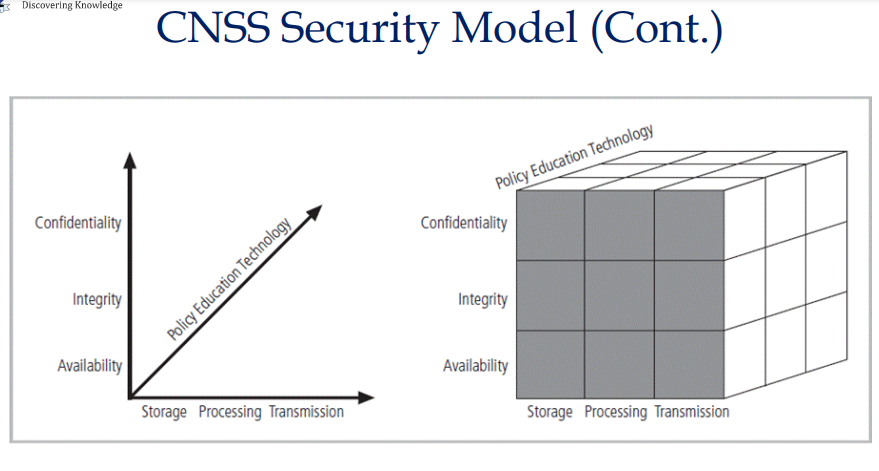 Discovering Knowledge
CNSS Security Model (Cont.)
Confidentiality
Integrity
Availability
Policy Education Technology
Storage Processing Transmission
Policy Education Technology
Confidentiality
Integrity
Availability
Storage Processing Transmission